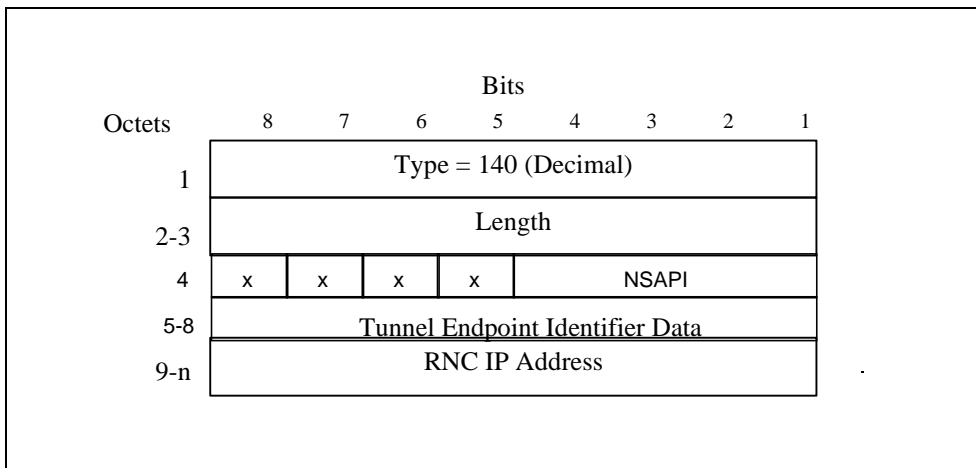 Bits
Octets 8 7 6 5 4 3 2 1
1 Type = 140 (Decimal)
2-3 Length
4 x x x x NSAPI
5-8 Tunnel Endpoint Identifier Data
9-n RNC IP Address .